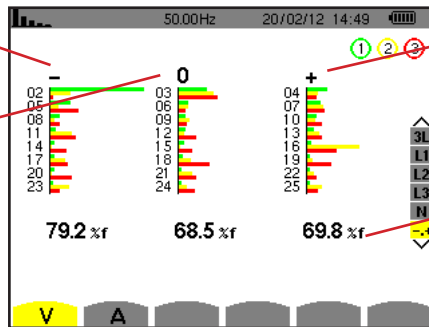 50.00Hz 20/02/12 14:49
1 2 3
- 0 +
02 03 04
05 06 07
08 09 10
11 12 13
14 15 16
17 18 19
20 21 22
23 24 25
79.2 %f 68.5 %f 69.8 %f
3L
L1
L2
L3
N
-.+
V A